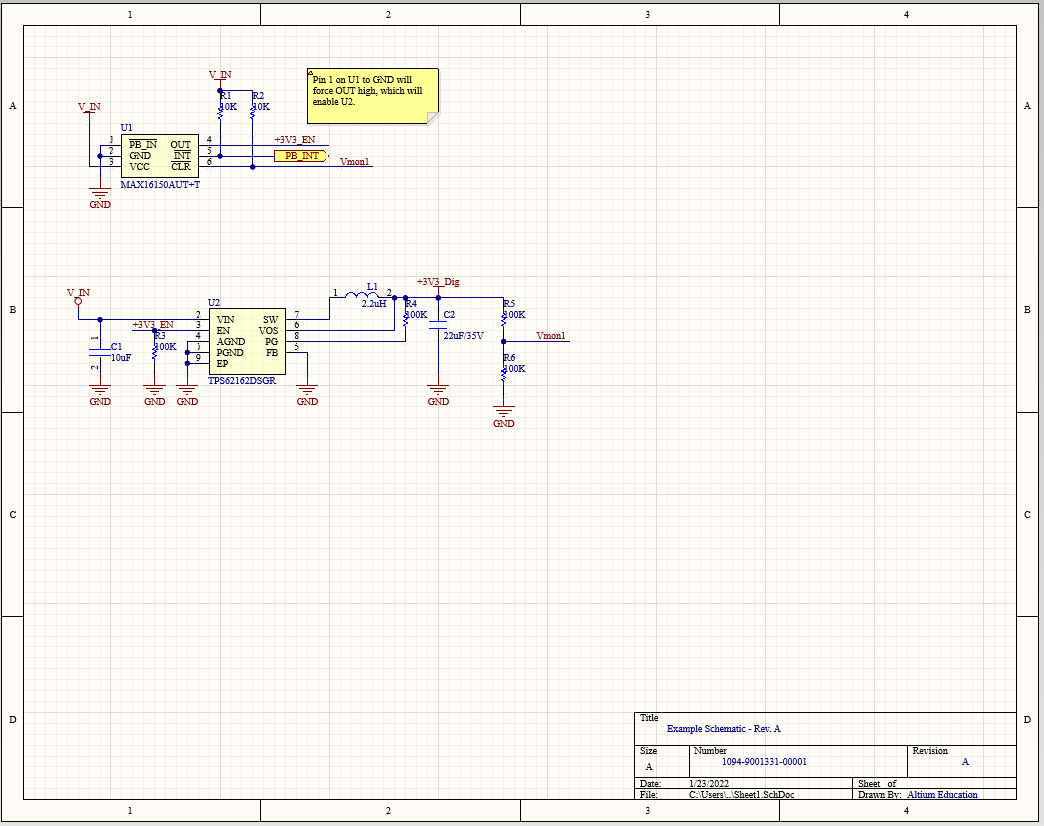 1 2 3 4
A A
V_IN
R1 R2
10K 10K
Pin 1 on U1 to GND will
force OUT high, which will
enable U2.
V_IN
U1
1 PB_IN OUT 4
2 GND INT 5
3 VCC CLR 6
+3V3_EN
PB_INT
Vmon1
MAX16150AUT+T
GND
B B
V_IN
U2
1 L1 2
2.2uH
+3V3_Dig
R4
100K
C2
22uF/35V
R5
100K
Vmon1
R6
100K
+3V3_EN
R3
100K
1
C1
10uF
2
2 VIN SW 7
3 EN VOS 6
4 AGND PG 8
PGND FB 5
9 EP
TPS62162DSGR
GND GND GND GND GND
GND
C C
D D
Title
Example Schematic - Rev. A
Size Number Revision
A 1094-9001331-00001 A
Date: 1/23/2022 Sheet of
File: C:\Users\..\Sheet1.SchDoc Drawn By: Altium Education
1 2 3 4